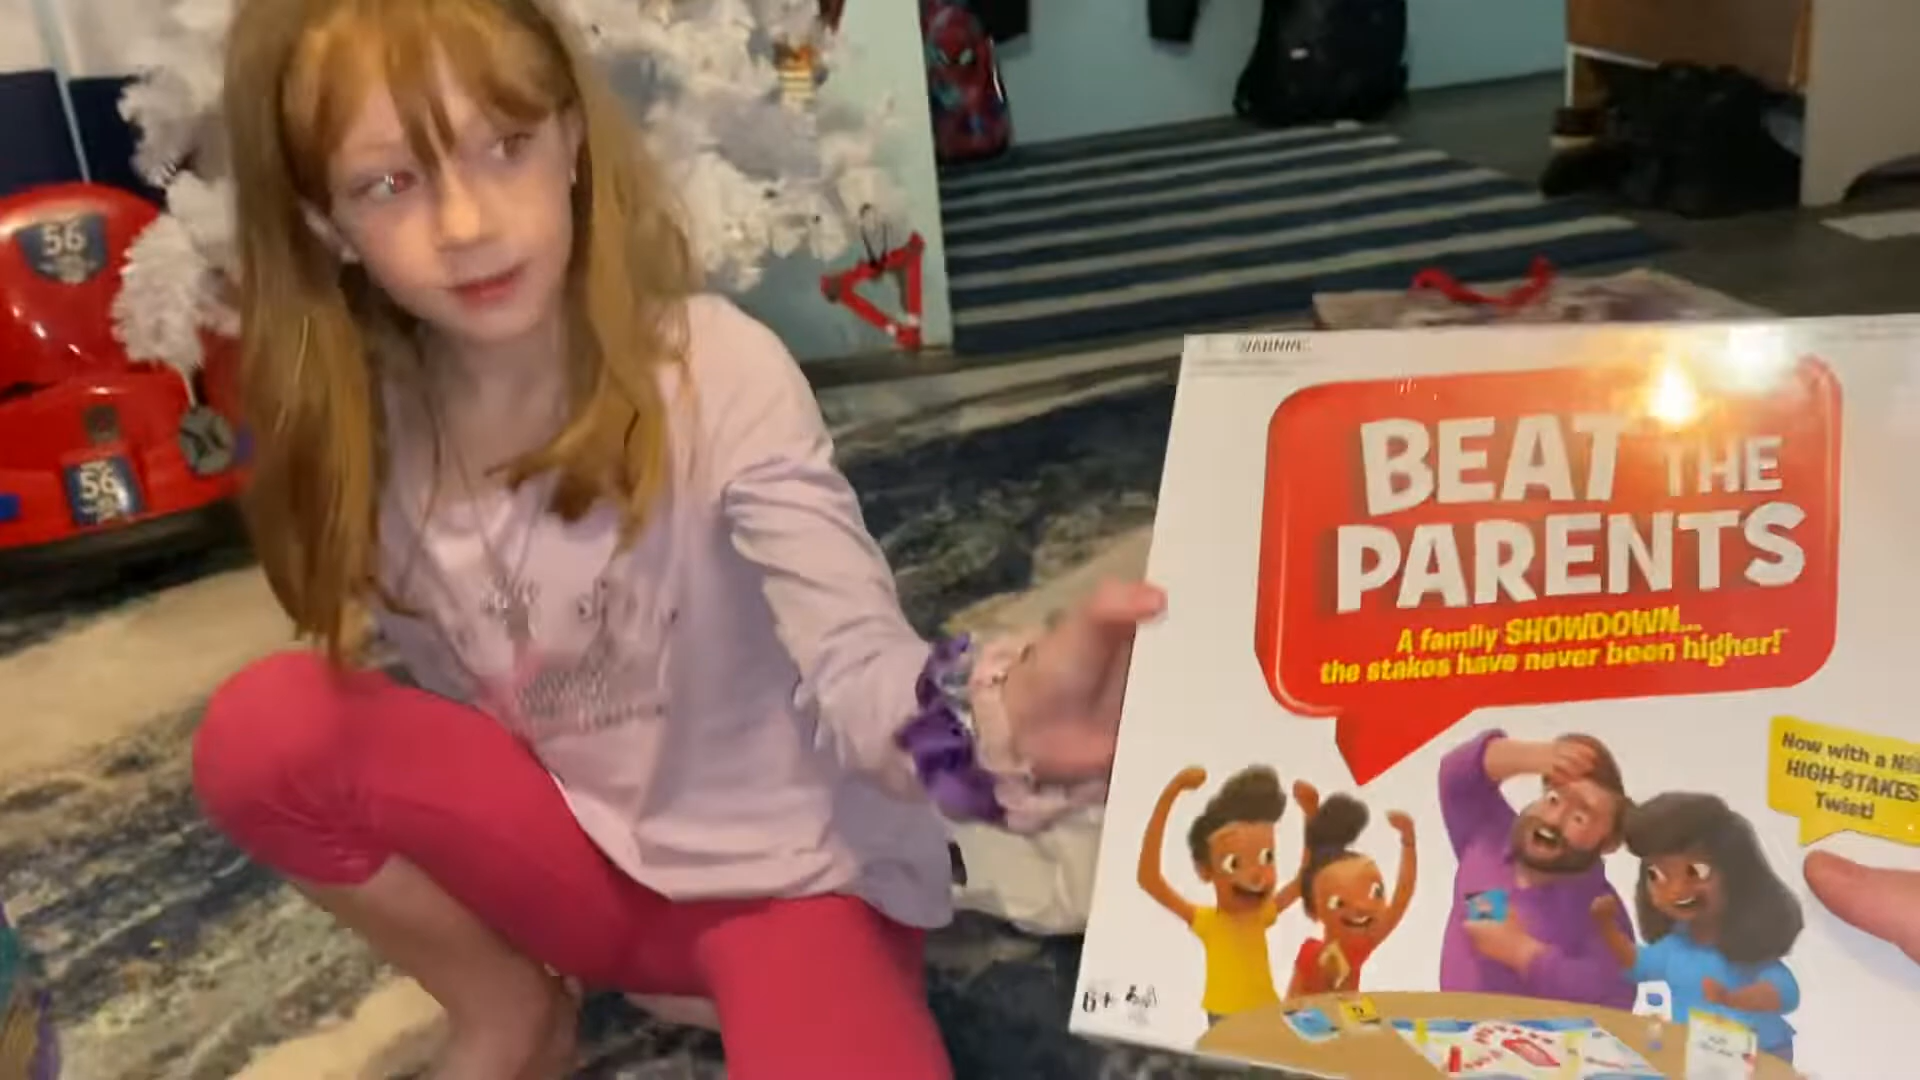 56
56
WARNING
BEAT THE
PARENTS
A family SHOWDOWN...
the stakes have never been higher!
Now with a
HIGH-STAKES
Twist!
6+